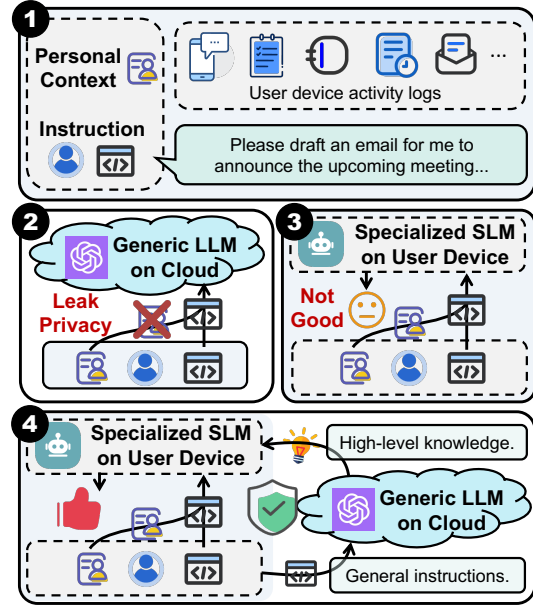 1
Personal
Context
...
User device activity logs
Instruction
</>
Please draft an email for me to
announce the upcoming meeting...
2
Generic LLM
on Cloud
Leak
Privacy
</>
</>
3
Specialized SLM
on User Device
Not
Good
</>
</>
4
Specialized SLM
on User Device
High-level knowledge.
</>
Generic LLM
on Cloud
</>
</>
General instructions.